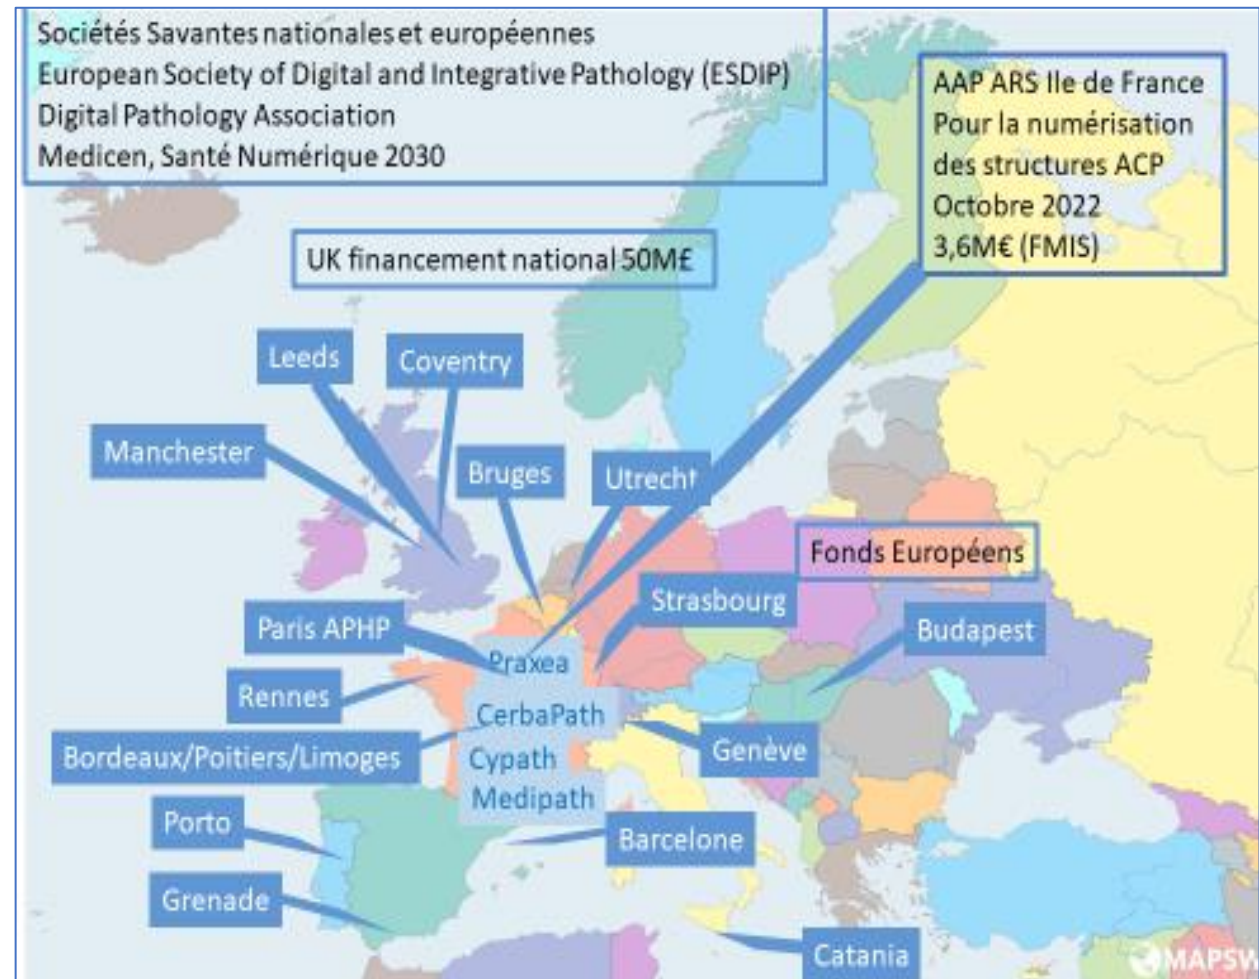 Sociétés Savantes nationales et européennes
European Society of Digital and Integrative Pathology (ESDIP)
Digital Pathology Association
Medicen, Santé Numérique 2030
AAP ARS Ile de France
Pour la numérisation
des structures ACP
Octobre 2022
3,6M€ (FMIS)
UK financement national 50M£
Leeds
Coventry
Manchester
Bruges
Utrecht
Fonds Européens
Strasbourg
Paris APHP
Budapest
Praxea
Rennes
CerbaPath
Bordeaux/Poitiers/Limoges
Genève
Cypath
Medipath
Porto
Barcelone
Grenade
Catania
MAPSV